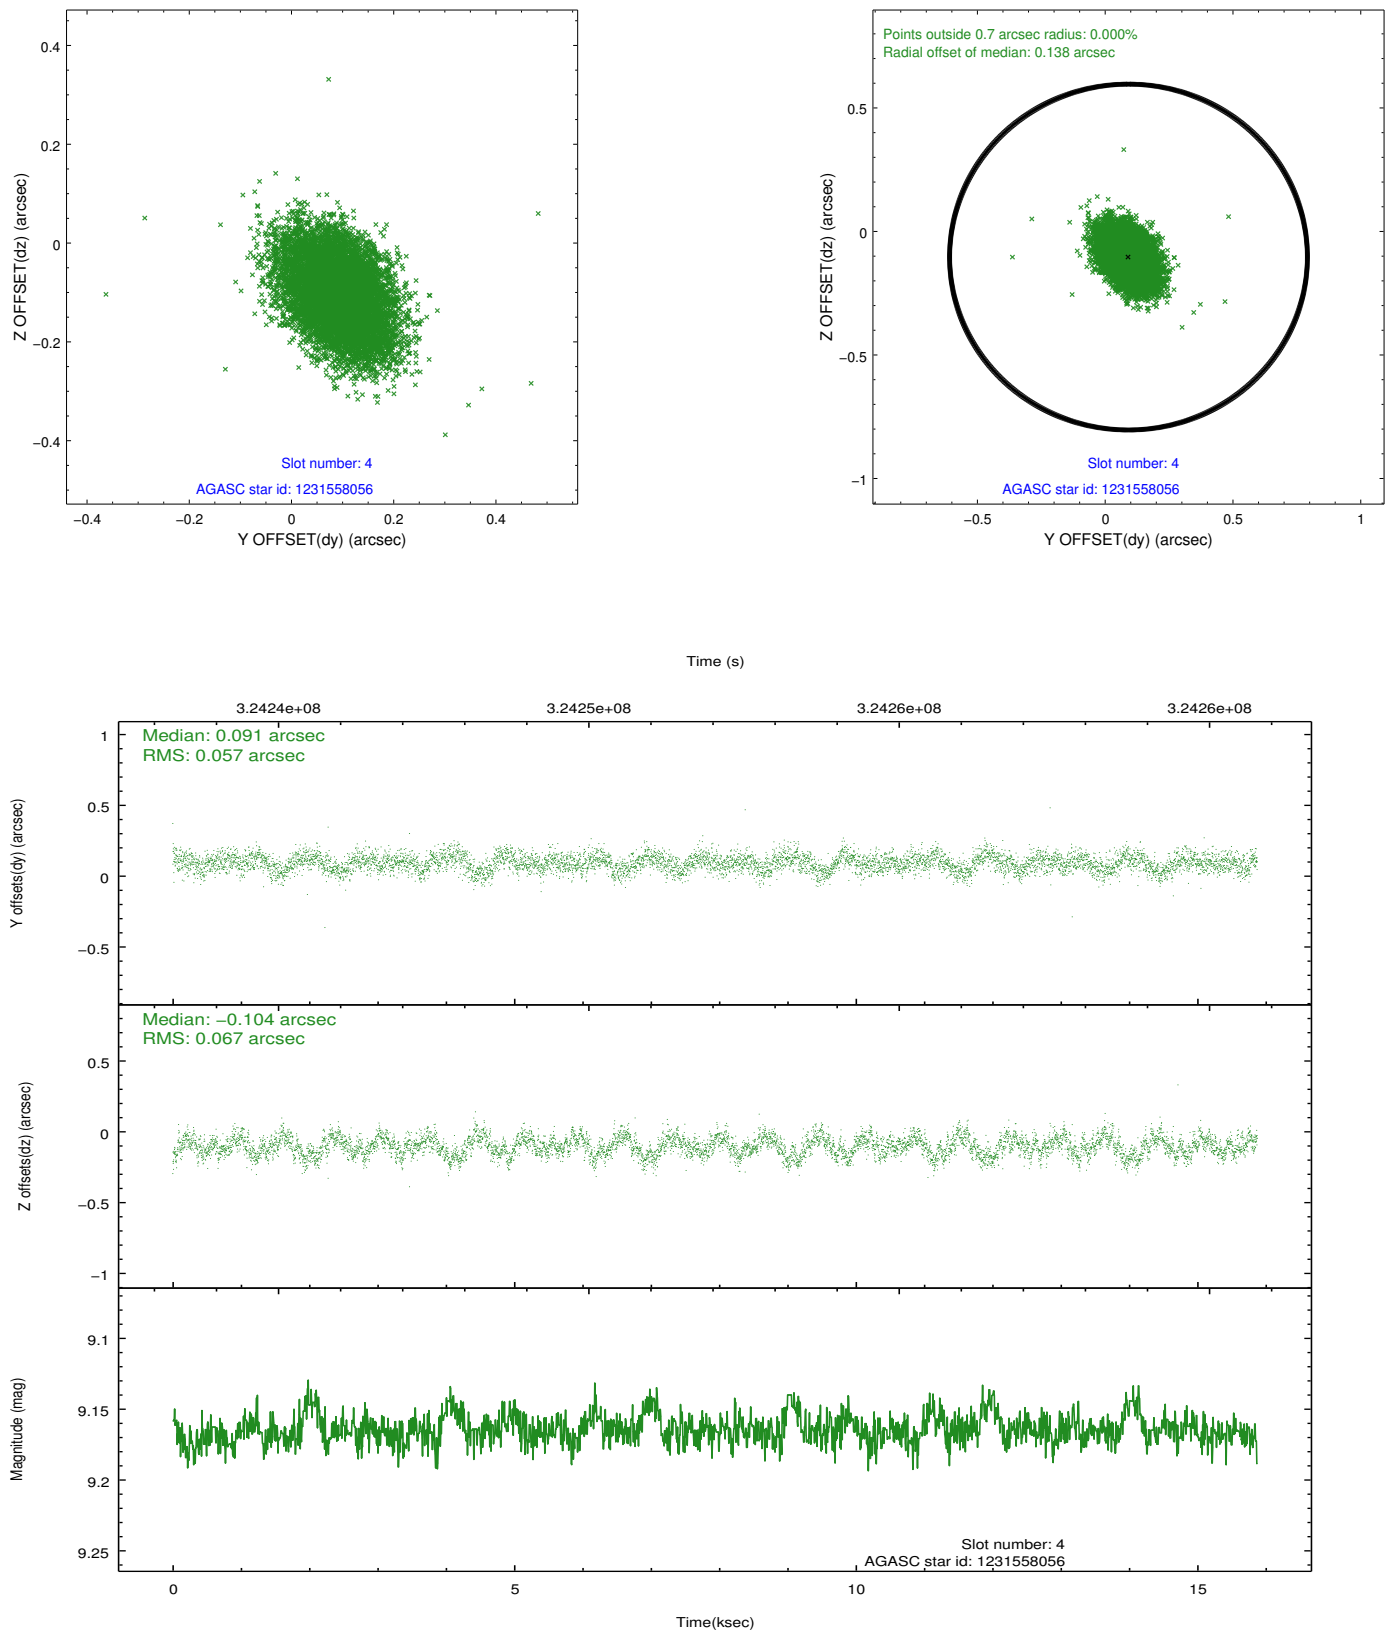 0.4
0.2
0
−0.2
−0.4
Z OFFSET(dz) (arcsec)
Slot number: 4
AGASC star id: 1231558056
−0.4 −0.2 0 0.2 0.4
Y OFFSET(dy) (arcsec)
Points outside 0.7 arcsec radius: 0.000%
Radial offset of median: 0.138 arcsec
0.5
0
−0.5
−1
Z OFFSET(dz) (arcsec)
Slot number: 4
AGASC star id: 1231558056
−0.5 0 0.5 1
Y OFFSET(dy) (arcsec)
Time (s)
3.2424e+08 3.2425e+08 3.2426e+08 3.2426e+08
Median: 0.091 arcsec
RMS: 0.057 arcsec
1
0.5
0
−0.5
Y offsets(dy) (arcsec)
Median: −0.104 arcsec
RMS: 0.067 arcsec
0.5
0
−0.5
−1
Z offsets(dz) (arcsec)
9.1
9.15
9.2
9.25
Magnitude (mag)
Slot number: 4
AGASC star id: 1231558056
0 5 10 15
Time(ksec)